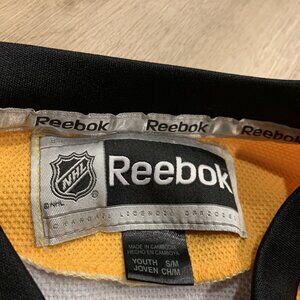 Reebok Reebok Reebok
NHL
Reebok
©NHL
MADE IN CAMBODIA
HECHO EN CAMBOYA
YOUTH S/M
JOVEN CH/M